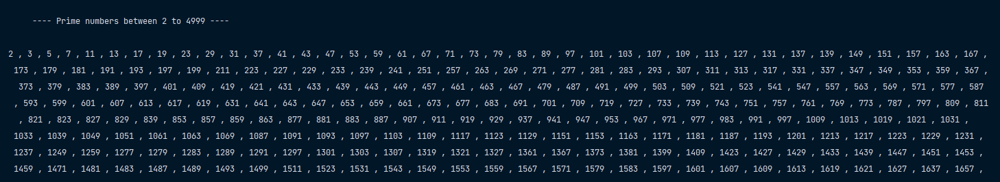 ---- Prime numbers between 2 to 4999 ----
2 , 3 , 5 , 7 , 11 , 13 , 17 , 19 , 23 , 29 , 31 , 37 , 41 , 43 , 47 , 53 , 59 , 61 , 67 , 71 , 73 , 79 , 83 , 89 , 97 , 101 , 103 , 107 , 109 , 113 , 127 , 131 , 137 , 139 , 149 , 151 , 157 , 163 , 167 ,
173 , 179 , 181 , 191 , 193 , 197 , 199 , 211 , 223 , 227 , 229 , 233 , 239 , 241 , 251 , 257 , 263 , 269 , 271 , 277 , 281 , 283 , 293 , 307 , 311 , 313 , 317 , 331 , 337 , 347 , 349 , 353 , 359 , 367 ,
373 , 379 , 383 , 389 , 397 , 401 , 409 , 419 , 421 , 431 , 433 , 439 , 443 , 449 , 457 , 461 , 463 , 467 , 479 , 487 , 491 , 499 , 503 , 509 , 521 , 523 , 541 , 547 , 557 , 563 , 569 , 571 , 577 , 587
, 593 , 599 , 601 , 607 , 613 , 617 , 619 , 631 , 641 , 643 , 647 , 653 , 659 , 661 , 673 , 677 , 683 , 691 , 701 , 709 , 719 , 727 , 733 , 739 , 743 , 751 , 757 , 761 , 769 , 773 , 787 , 797 , 809 , 811
, 821 , 823 , 827 , 829 , 839 , 853 , 857 , 859 , 863 , 877 , 881 , 883 , 887 , 907 , 911 , 919 , 929 , 937 , 941 , 947 , 953 , 967 , 971 , 977 , 983 , 991 , 997 , 1009 , 1013 , 1019 , 1021 , 1031 ,
1033 , 1039 , 1049 , 1051 , 1061 , 1063 , 1069 , 1087 , 1091 , 1093 , 1097 , 1103 , 1109 , 1117 , 1123 , 1129 , 1151 , 1153 , 1163 , 1171 , 1181 , 1187 , 1193 , 1201 , 1213 , 1217 , 1223 , 1229 , 1231 ,
1237 , 1249 , 1259 , 1277 , 1279 , 1283 , 1289 , 1291 , 1297 , 1301 , 1303 , 1307 , 1319 , 1321 , 1327 , 1361 , 1367 , 1373 , 1381 , 1399 , 1409 , 1423 , 1427 , 1429 , 1433 , 1439 , 1447 , 1451 , 1453 ,
1459 , 1471 , 1481 , 1483 , 1487 , 1489 , 1493 , 1499 , 1511 , 1523 , 1531 , 1543 , 1549 , 1553 , 1559 , 1567 , 1571 , 1579 , 1583 , 1597 , 1601 , 1607 , 1609 , 1613 , 1619 , 1621 , 1627 , 1637 , 1657 ,